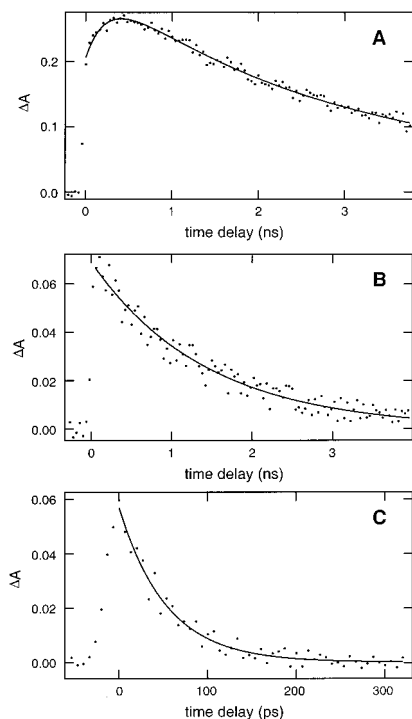 A
0.2
0.1
0.0
ΔA
0 1 2 3
time delay (ns)
B
0.06
0.04
0.02
0.00
ΔA
0 1 2 3
time delay (ns)
C
0.06
0.04
0.02
0.00
ΔA
0 100 200 300
time delay (ps)